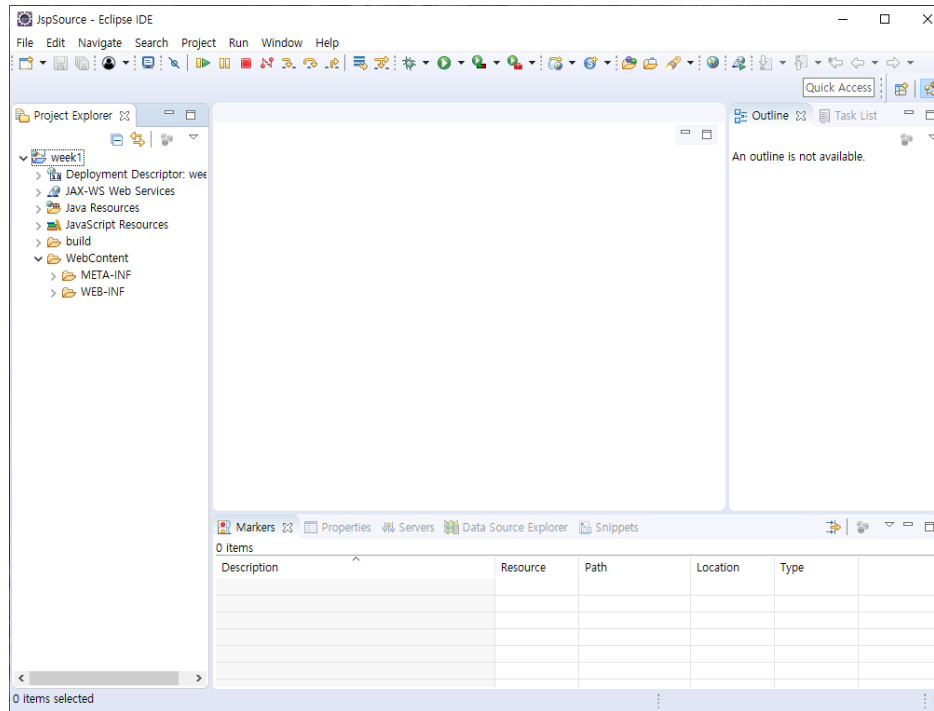 JspSource - Eclipse IDE
File Edit Navigate Search Project Run Window Help
Quick Access
Project Explorer
week1
Deployment Descriptor: wee
JAX-WS Web Services
Java Resources
JavaScript Resources
build
WebContent
META-INF
WEB-INF
Outline Task List
An outline is not available.
Markers Properties Servers Data Source Explorer Snippets
0 items
Description Resource Path Location Type
0 items selected